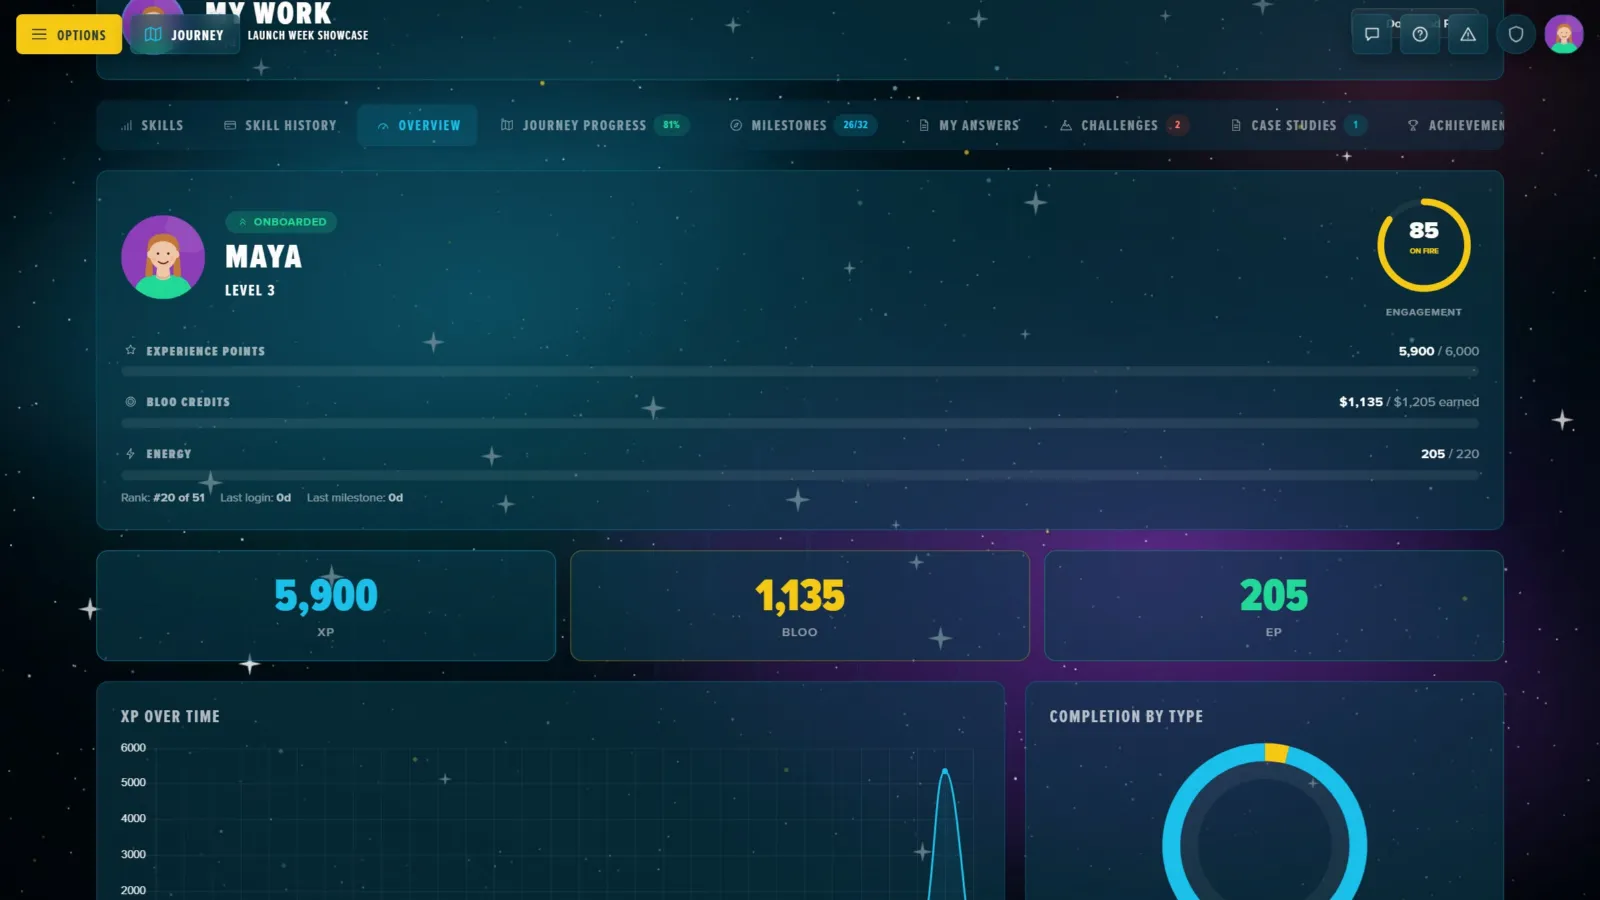 OPTIONS
JOURNEY
MY WORK
LAUNCH WEEK SHOWCASE
SKILLS
SKILL HISTORY
OVERVIEW
JOURNEY PROGRESS 81%
MILESTONES 26/32
MY ANSWERS
CHALLENGES 2
CASE STUDIES 1
ACHIEVEMEN
ONBOARDED
MAYA
LEVEL 3
85
ON FIRE
ENGAGEMENT
EXPERIENCE POINTS 5,900 / 6,000
BLOO CREDITS $1,135 / $1,205 earned
ENERGY 205 / 220
Rank: #20 of 51 Last login: 0d Last milestone: 0d
5,900
XP
1,135
BLOO
205
EP
XP OVER TIME
6000
5000
4000
3000
2000
COMPLETION BY TYPE